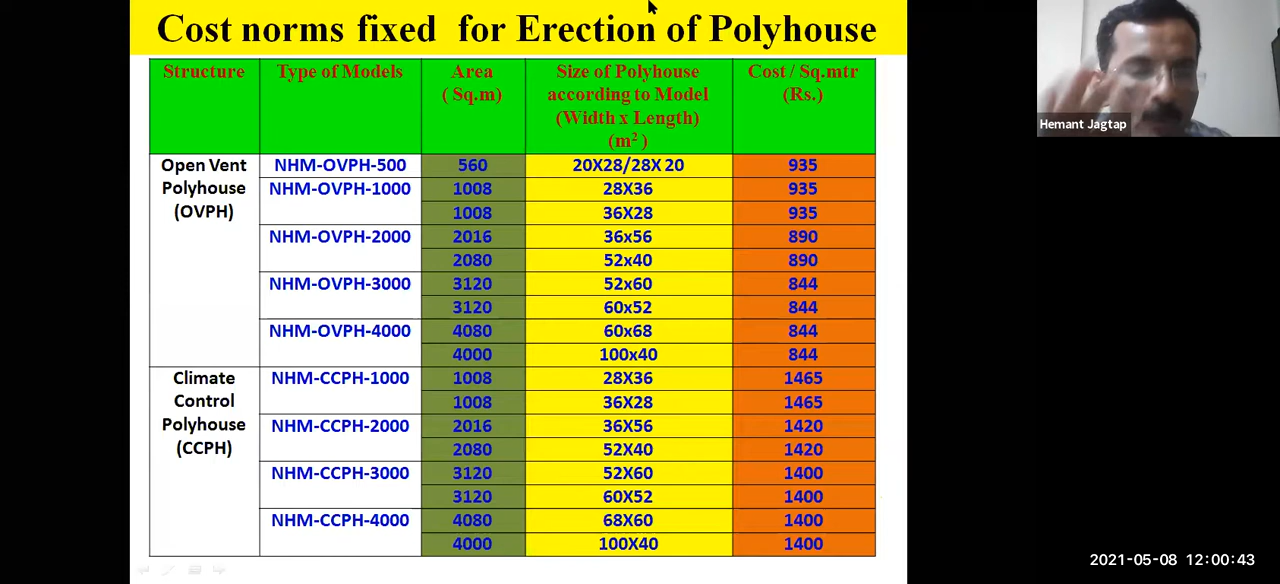 Cost norms fixed for Erection of Polyhouse
Structure Type of Models Area ( Sq.m) Size of Polyhouse according to Model (Width x Length) (m² ) Cost / Sq.mtr (Rs.)
Open Vent Polyhouse (OVPH) NHM-OVPH-500 560 20X28/28X 20 935
NHM-OVPH-1000 1008 28X36 935
1008 36X28 935
NHM-OVPH-2000 2016 36x56 890
2080 52x40 890
NHM-OVPH-3000 3120 52x60 844
3120 60x52 844
NHM-OVPH-4000 4080 60x68 844
4000 100x40 844
Climate Control Polyhouse (CCPH) NHM-CCPH-1000 1008 28X36 1465
1008 36X28 1465
NHM-CCPH-2000 2016 36X56 1420
2080 52X40 1420
NHM-CCPH-3000 3120 52X60 1400
3120 60X52 1400
NHM-CCPH-4000 4080 68X60 1400
4000 100X40 1400
Hemant Jagtap
2021-05-08 12:00:43